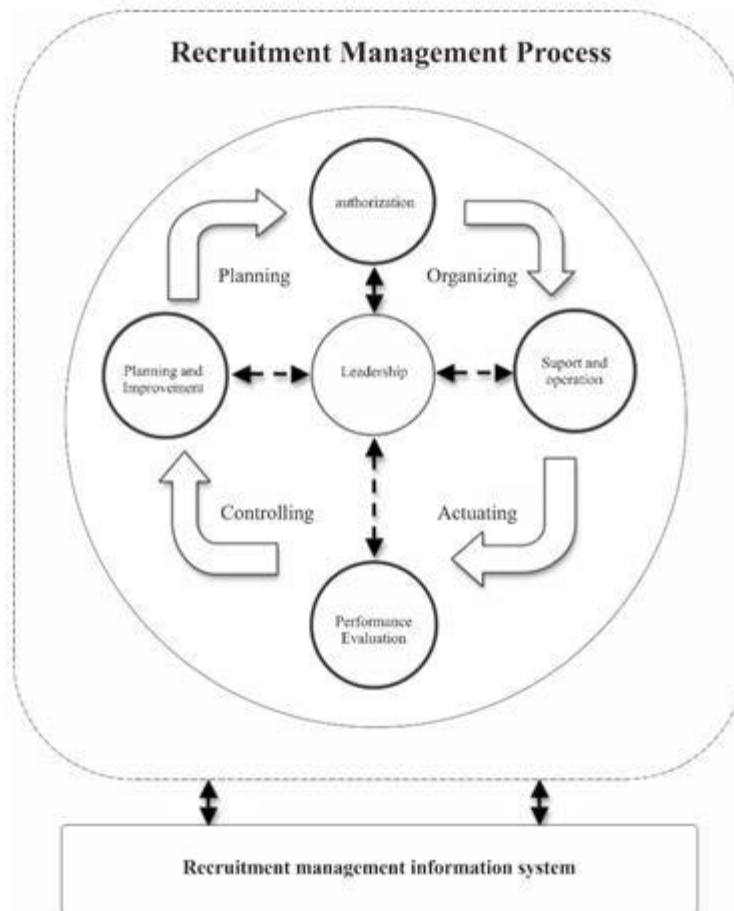 Recruitment Management Process
authorization
Planning
Organizing
Planning and
Improvement
Leadership
Suport and
operation
Controlling
Actuating
Performance
Evaluation
Recruitment management information system